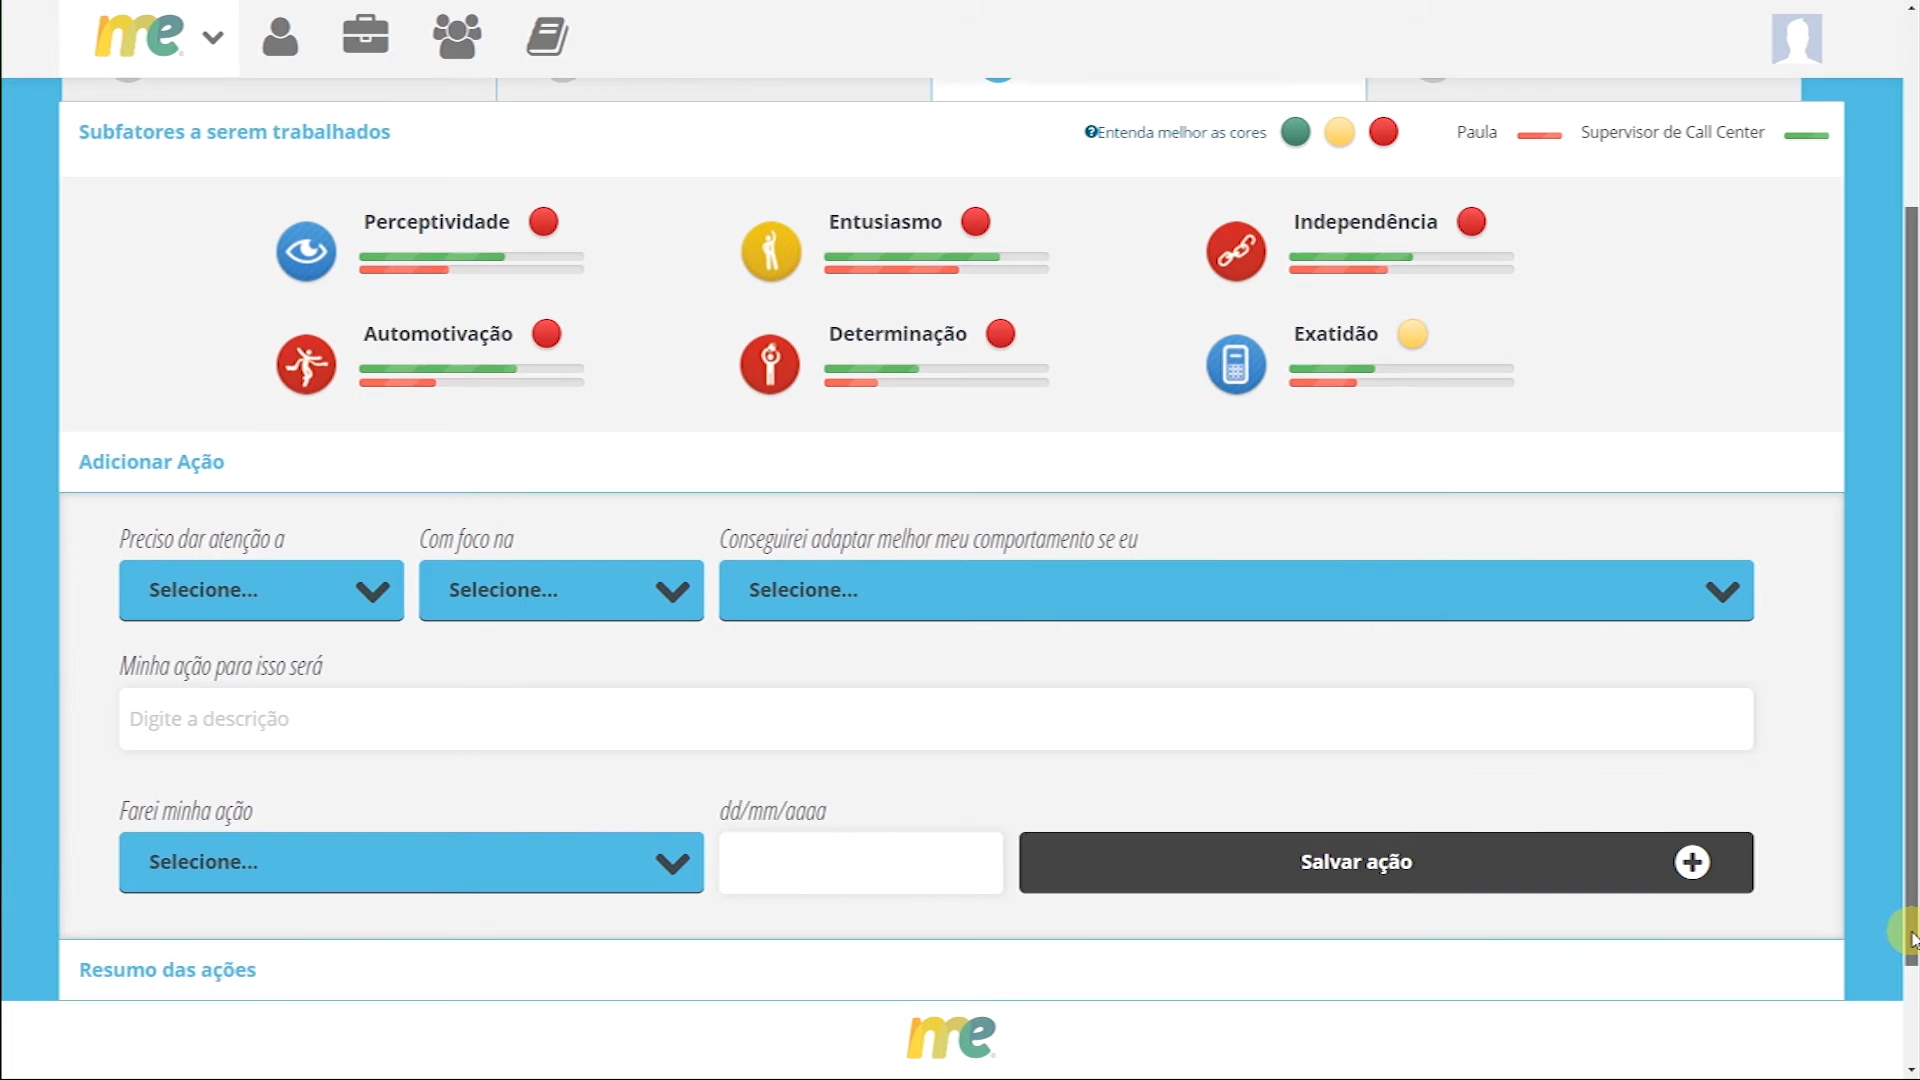 me
Subfatores a serem trabalhados
Entenda melhor as cores
Paula
Supervisor de Call Center
Perceptividade
Entusiasmo
Independência
Automotivação
Determinação
Exatidão
Adicionar Ação
Preciso dar atenção a
Com foco na
Conseguirei adaptar melhor meu comportamento se eu
Selecione...
Selecione...
Selecione...
Minha ação para isso será
Digite a descrição
Farei minha ação
dd/mm/aaaa
Selecione...
Salvar ação
Resumo das ações
me